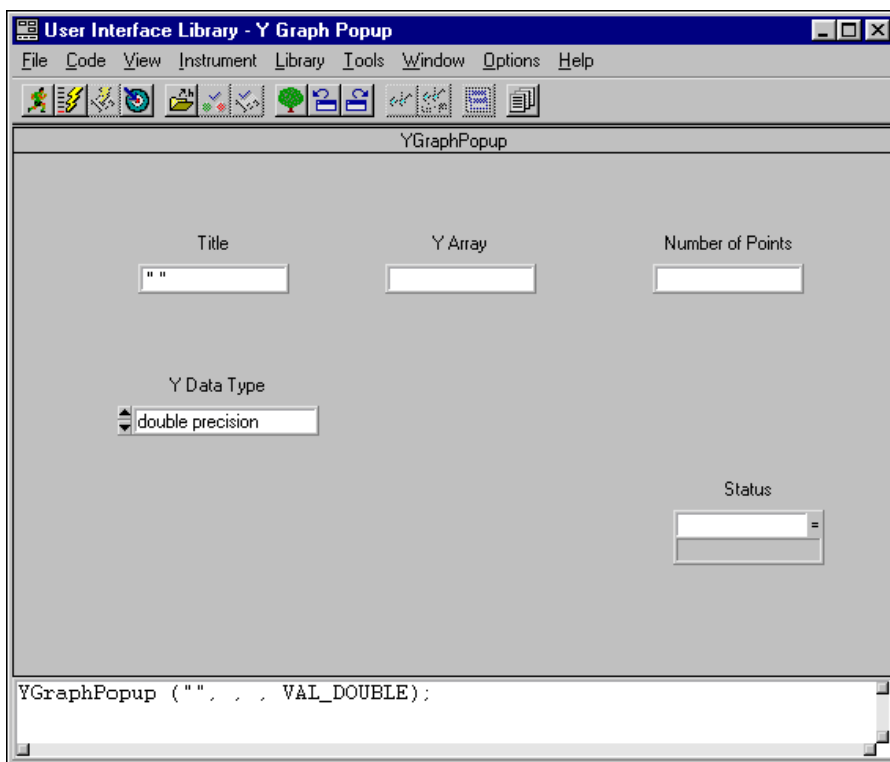 User Interface Library - Y Graph Popup
File Code View Instrument Library Tools Window Options Help
YGraphPopup
Title Y Array Number of Points
" "
Y Data Type
double precision
Status
=
YGraphPopup ("", , , VAL_DOUBLE);